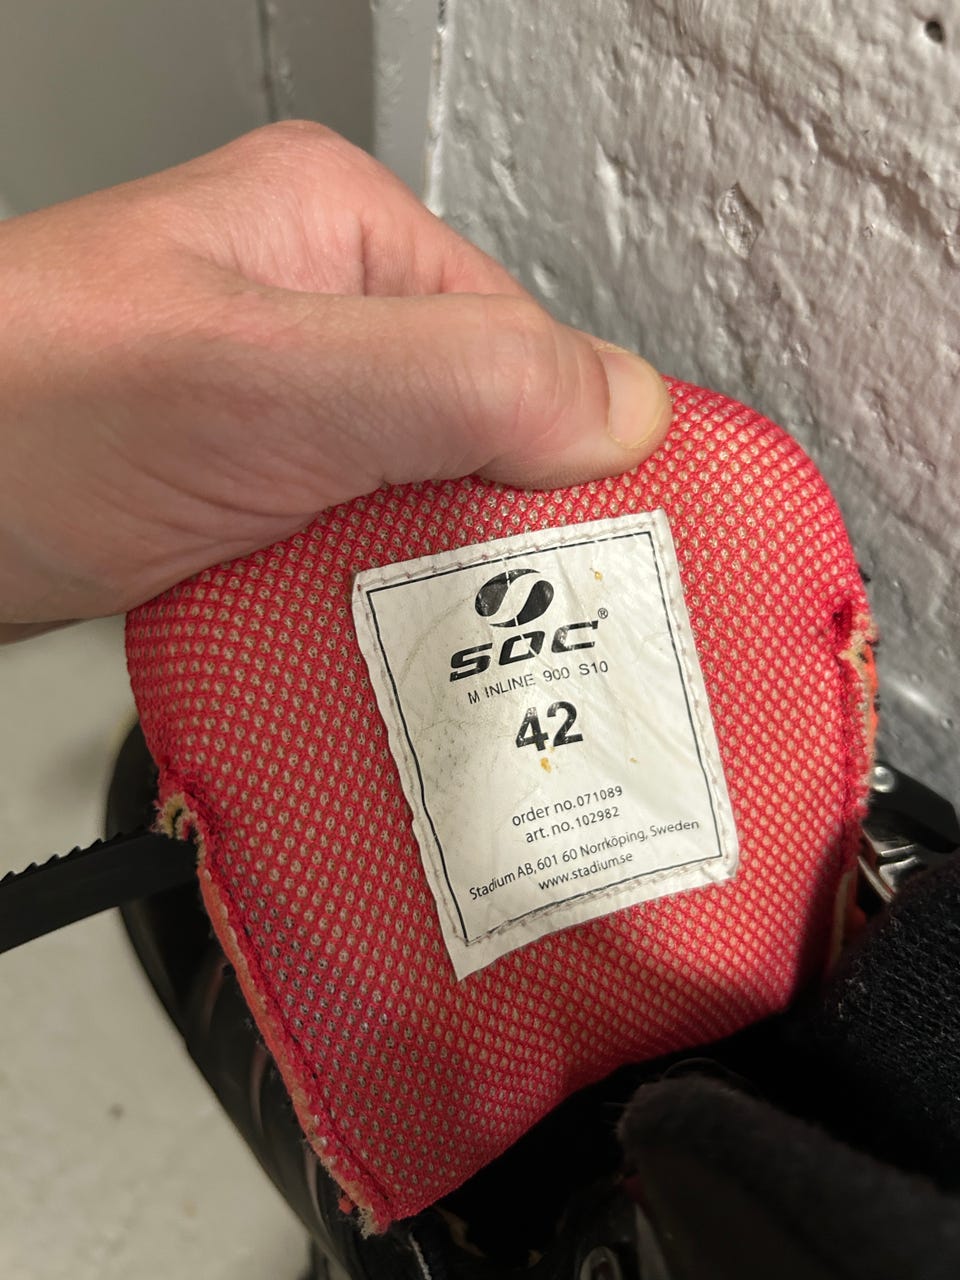 SOC®
M INLINE 900 S10
42
order no.071089
art. no.102982
Stadium AB,601 60 Norrköping, Sweden
www.stadium.se